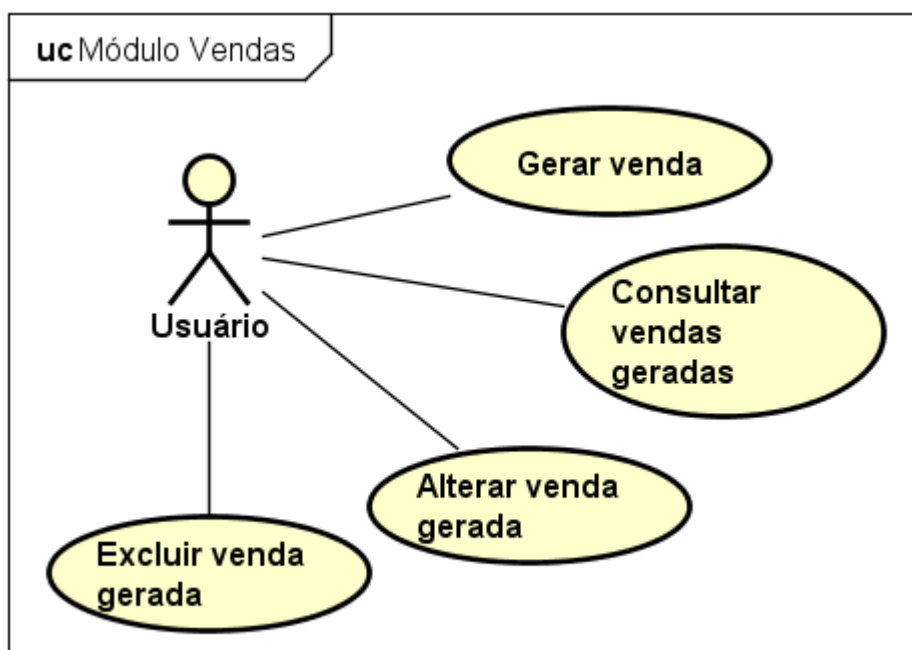 uc Módulo Vendas
Gerar venda
Usuário
Consultar
vendas
geradas
Alterar venda
gerada
Excluir venda
gerada